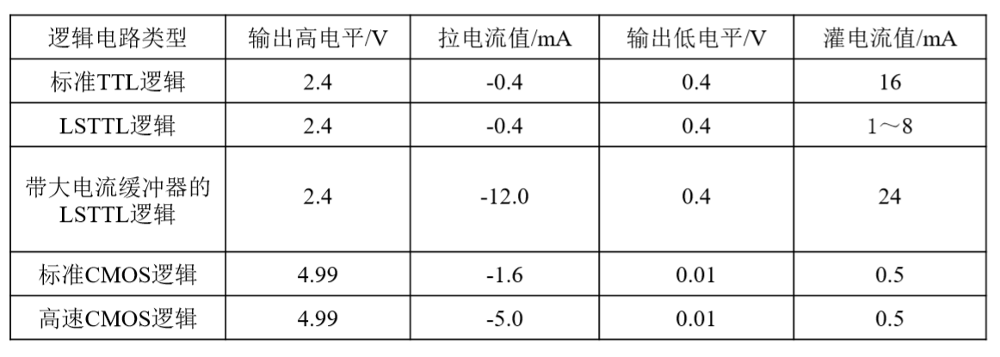 逻辑电路类型 输出高电平/V 拉电流值/mA 输出低电平/V 灌电流值/mA
标准TTL逻辑 2.4 -0.4 0.4 16
LSTTL逻辑 2.4 -0.4 0.4 1～8
带大电流缓冲器的
LSTTL逻辑 2.4 -12.0 0.4 24
标准CMOS逻辑 4.99 -1.6 0.01 0.5
高速CMOS逻辑 4.99 -5.0 0.01 0.5